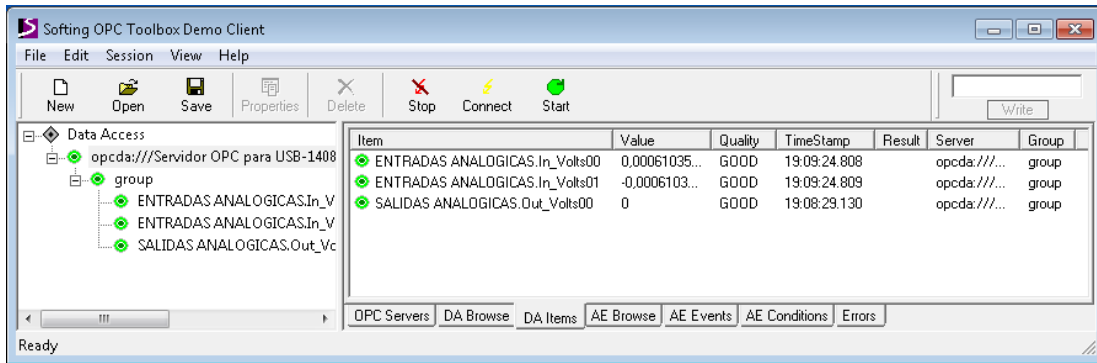 Softing OPC Toolbox Demo Client
File Edit Session View Help
New Open Save Properties Delete Stop Connect Start Write
Data Access
opcda:///Servidor OPC para USB-1408
group
ENTRADAS ANALOGICAS.In_V
ENTRADAS ANALOGICAS.In_V
SALIDAS ANALOGICAS.Out_Vo
Item Value Quality TimeStamp Result Server Group
ENTRADAS ANALOGICAS.In_Volts00 0,00061035... GOOD 19:09:24.808 opcda:///... group
ENTRADAS ANALOGICAS.In_Volts01 -0,0006103... GOOD 19:09:24.809 opcda:///... group
SALIDAS ANALOGICAS.Out_Volts00 0 GOOD 19:08:29.130 opcda:///... group
OPC Servers DA Browse DA Items AE Browse AE Events AE Conditions Errors
Ready